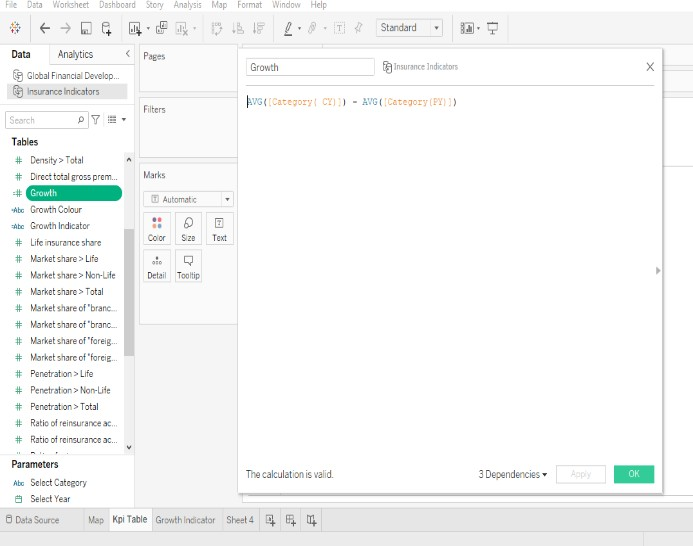 File Data Worksheet Dashboard Story Analysis Map Format Window Help
Standard
Data Analytics
Global Financial Develop...
Insurance Indicators
Search
Tables
Density > Total
Direct total gross prem...
Growth
Growth Colour
Growth Indicator
Life insurance share
Market share > Life
Market share > Non-Life
Market share > Total
Market share of "branc...
Market share of "branc...
Market share of "foreig...
Market share of "foreig...
Penetration > Life
Penetration > Non-Life
Penetration > Total
Ratio of reinsurance ac...
Ratio of reinsurance ac...
Parameters
Abc Select Category
Select Year
Pages
Filters
Marks
Automatic
Color Size Text
Detail Tooltip
Growth
Insurance Indicators
X
AVG([Category( CY)]) - AVG([Category(PY)])
The calculation is valid.
3 Dependencies
Apply
OK
Data Source Map Kpi Table Growth Indicator Sheet 4